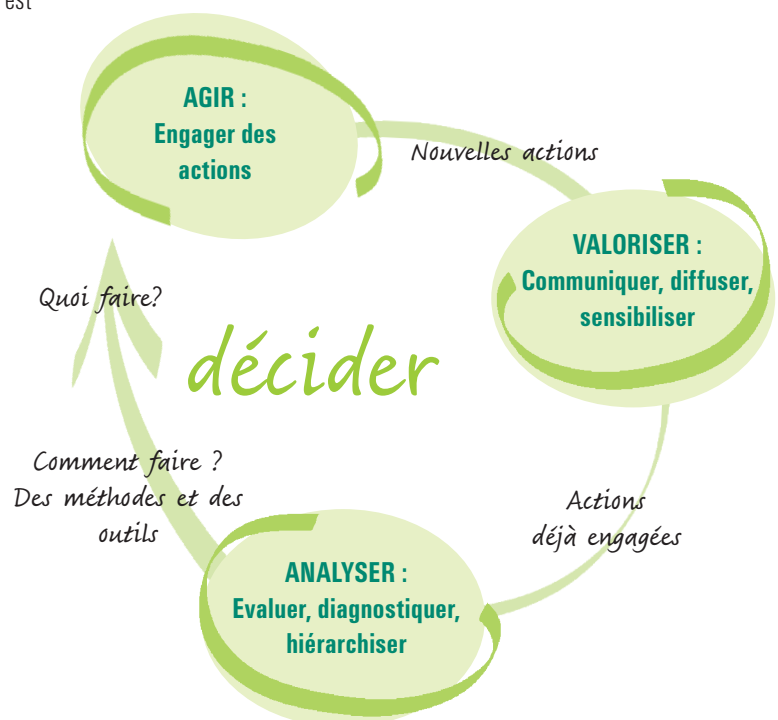 est
AGIR :
Engager des
actions
Nouvelles actions
VALORISER :
Communiquer, diffuser,
sensibiliser
Quoi faire?
décider
Comment faire ?
Des méthodes et des
outils
Actions
déjà engagées
ANALYSER :
Evaluer, diagnostiquer,
hiérarchiser